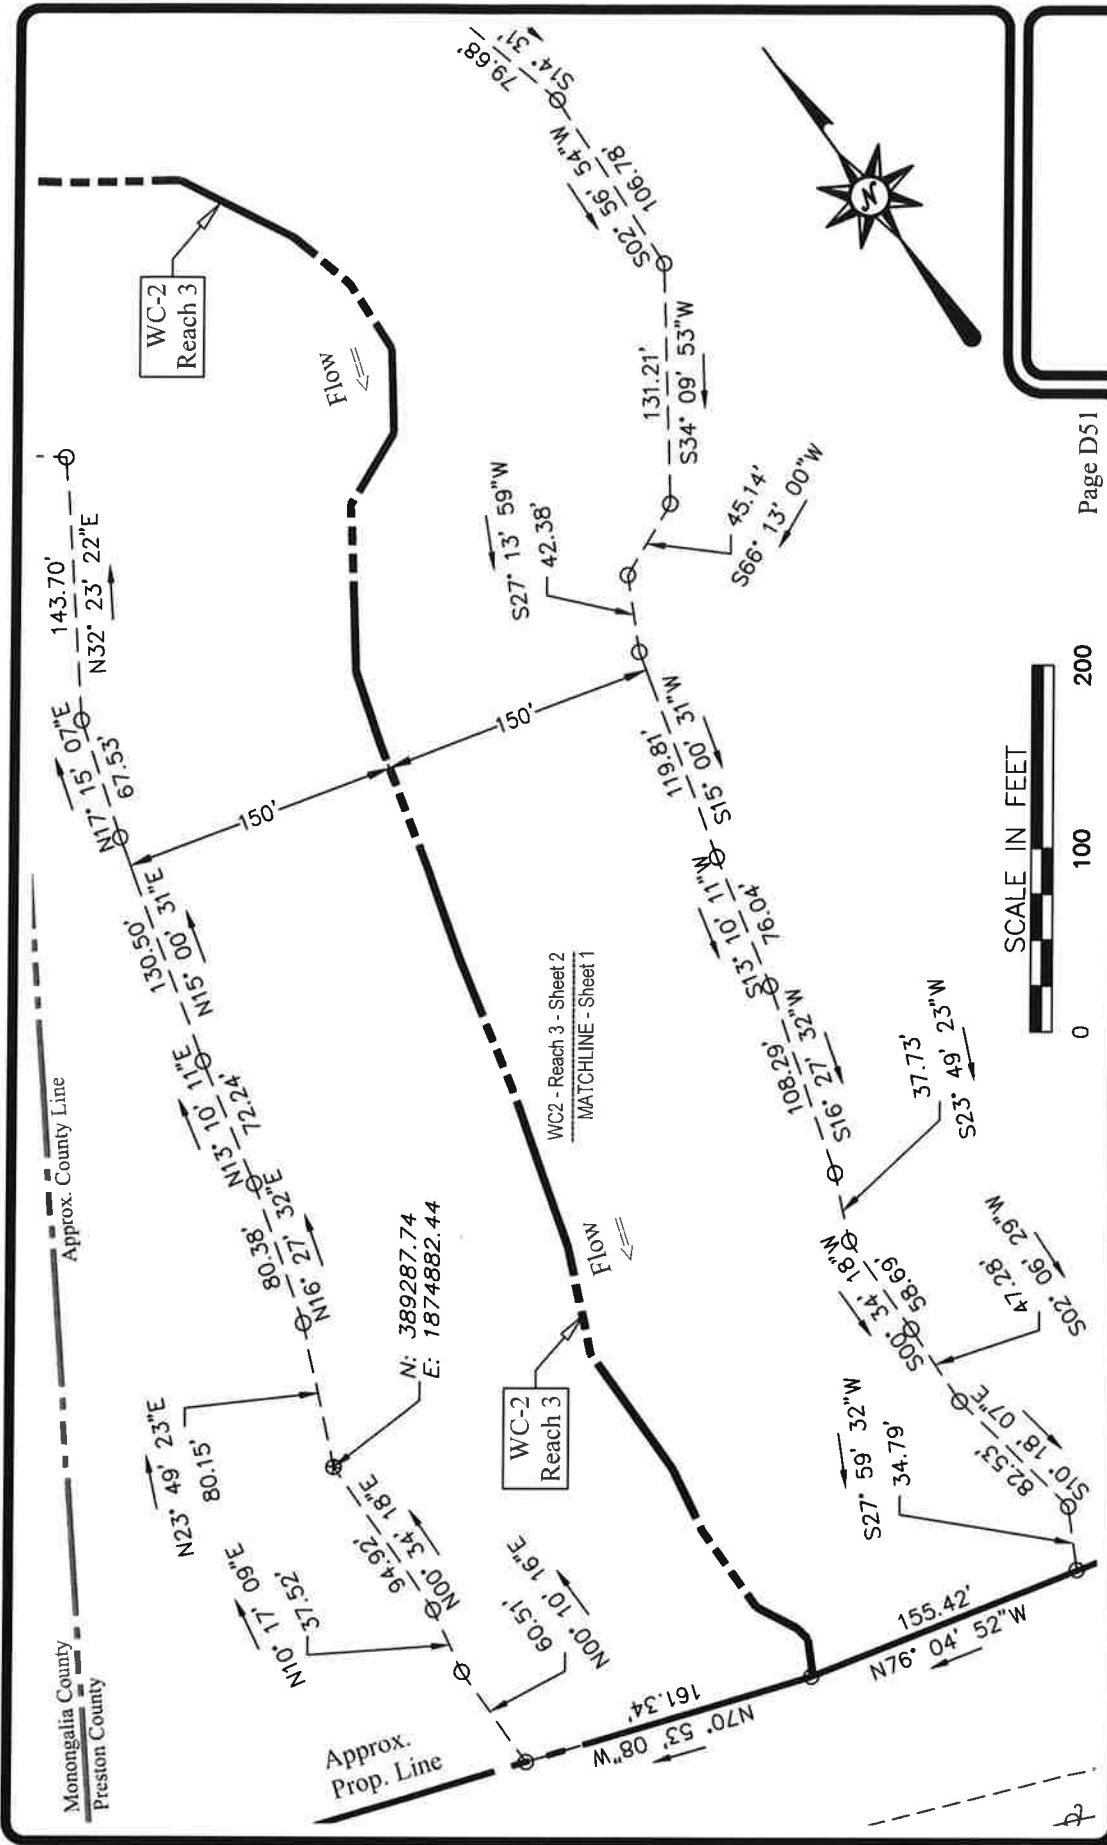 Monongalia County
Preston County
Approx. County Line
143.70'
N32° 23' 22"E
N17° 15' 07"E
67.53'
150'
130.50'
N15° 00' 31"E
N13° 10' 11"E
72.24'
80.38'
N16° 27' 32"E
N23° 49' 23"E
80.15'
N: 389287.74
E: 1874882.44
N10° 17' 09"E
37.52'
94.92'
N00° 34' 18"E
60.51'
N00° 10' 16"E
Approx.
Prop. Line
161.34'
N70° 53' 08"W
155.42'
N76° 04' 52"W
WC-2
Reach 3
Flow
WC-2
Reach 3
Flow
WC2 - Reach 3 - Sheet 2
MATCHLINE - Sheet 1
150'
79.68'
S14° 31'
S02° 56' 54"W
106.78'
131.21'
S34° 09' 53"W
45.14'
S66° 13' 00"W
S27° 13' 59"W
42.38'
119.81'
S15° 00' 31"W
S13° 10' 11"W
76.04'
108.29'
S16° 27' 32"W
37.73'
S23° 49' 23"W
S00° 34' 18"W
58.69'
47.28'
S02° 06' 29"W
82.53'
S10° 18' 07"E
S27° 59' 32"W
34.79'
N
SCALE IN FEET
0 100 200
Page D51